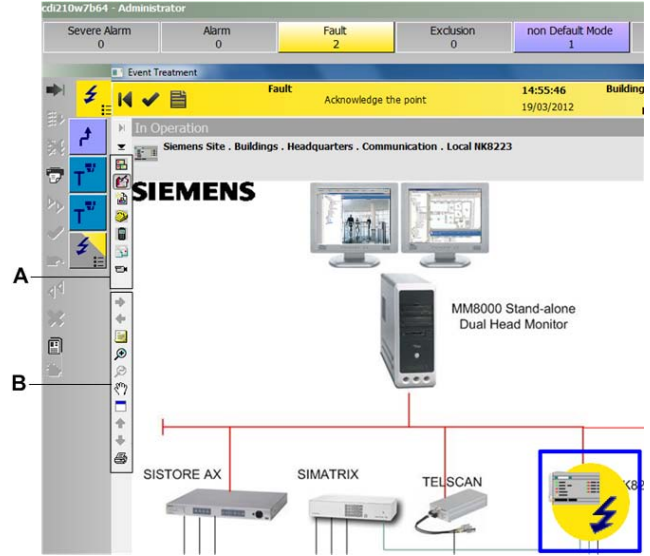 cdi210w7b64 - Administrator
Severe Alarm Alarm Fault Exclusion non Default Mode
0 0 2 0 1
Event Treatment
Fault 14:55:46 Building
Acknowledge the point 19/03/2012
In Operation
Siemens Site . Buildings . Headquarters . Communication . Local NK8223
SIEMENS
A
MM8000 Stand-alone
Dual Head Monitor
B
SISTORE AX SIMATRIX TELSCAN